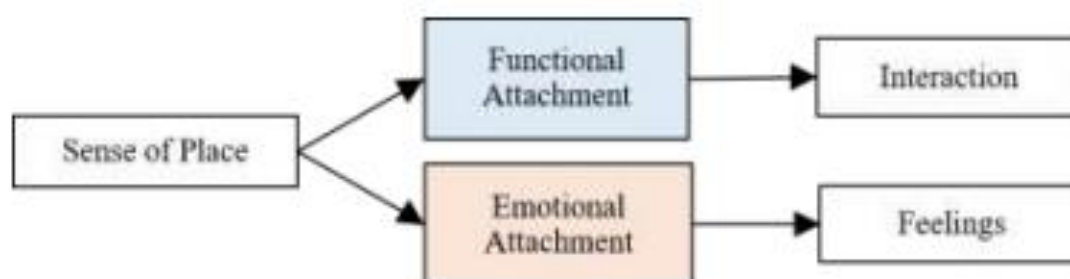 Sense of Place
Functional
Attachment
Interaction
Emotional
Attachment
Feelings